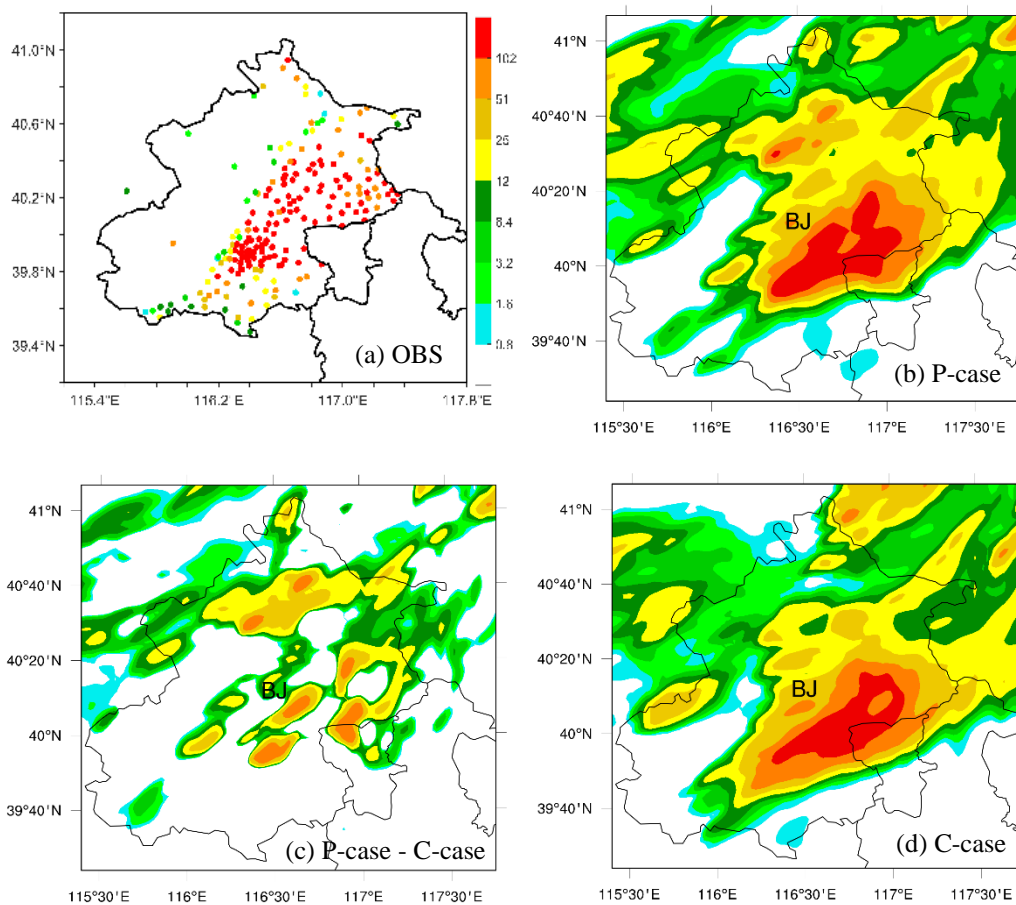 41.0°N
40.6°N
40.2°N
39.8°N
39.4°N
115.4°E
116.2°E
117.0°E
117.8°E
102
51
25
12
8.4
3.2
1.6
0.8
(a) OBS
41°N
40°40'N
40°20'N
40°N
39°40'N
BJ
(b) P-case
115°30'E
116°E
116°30'E
117°E
117°30'E
41°N
40°40'N
40°20'N
40°N
39°40'N
BJ
(c) P-case - C-case
115°30'E
116°E
116°30'E
117°E
117°30'E
41°N
40°40'N
40°20'N
40°N
39°40'N
BJ
(d) C-case
115°30'E
116°E
116°30'E
117°E
117°30'E